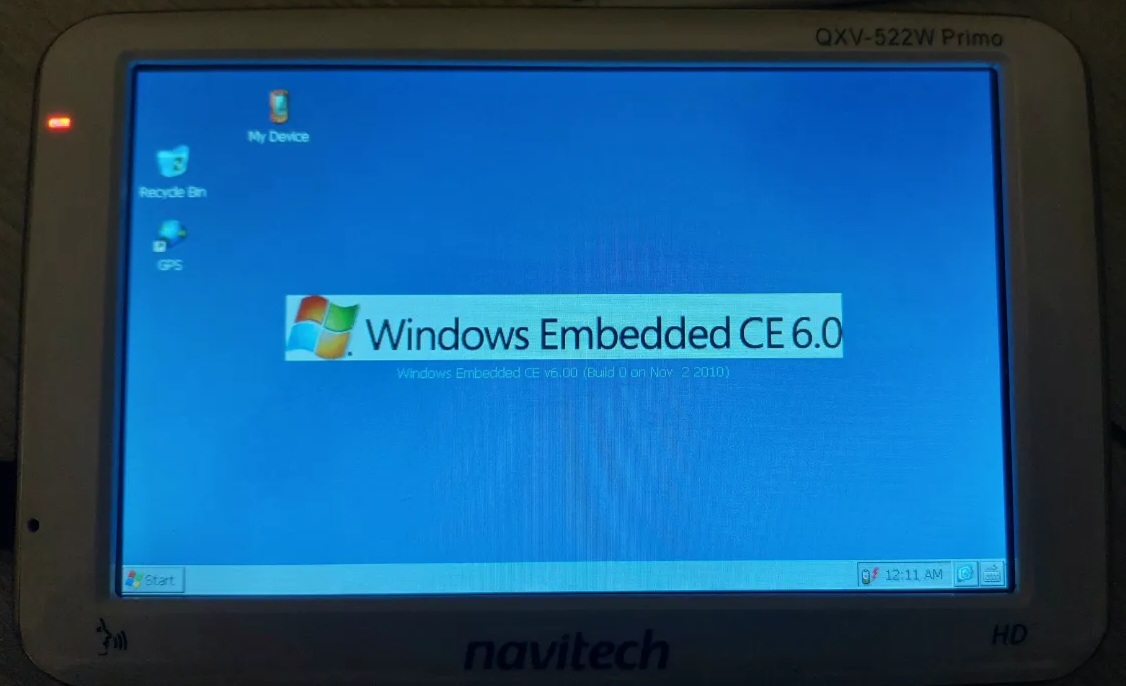 QXV-522W Primo
My Device
Recycle Bin
GPS
Windows Embedded CE 6.0
Windows Embedded CE v6.00 (Build 0 on Nov 2 2010)
Start
12:11 AM
navitech
HD